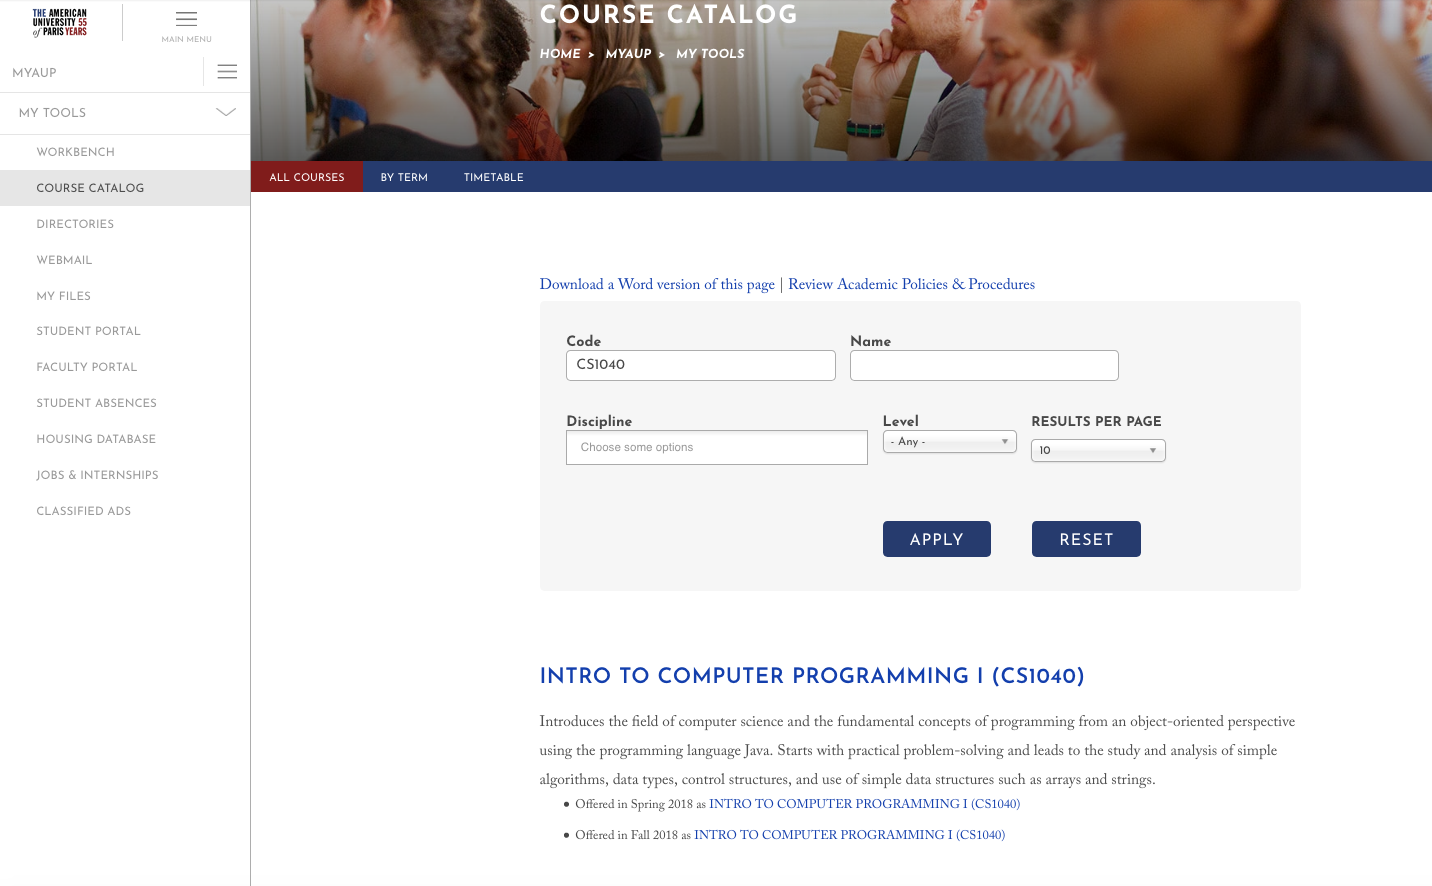 THE AMERICAN
UNIVERSITY 55
of PARIS YEARS
MAIN MENU
MYAUP
MY TOOLS
WORKBENCH
COURSE CATALOG
DIRECTORIES
WEBMAIL
MY FILES
STUDENT PORTAL
FACULTY PORTAL
STUDENT ABSENCES
HOUSING DATABASE
JOBS & INTERNSHIPS
CLASSIFIED ADS
COURSE CATALOG
HOME > MYAUP > MY TOOLS
ALL COURSES BY TERM TIMETABLE
Download a Word version of this page | Review Academic Policies & Procedures
Code Name
CS1040
Discipline Level RESULTS PER PAGE
Choose some options - Any - 10
APPLY RESET
INTRO TO COMPUTER PROGRAMMING I (CS1040)
Introduces the field of computer science and the fundamental concepts of programming from an object-oriented perspective
using the programming language Java. Starts with practical problem-solving and leads to the study and analysis of simple
algorithms, data types, control structures, and use of simple data structures such as arrays and strings.
• Offered in Spring 2018 as INTRO TO COMPUTER PROGRAMMING I (CS1040)
• Offered in Fall 2018 as INTRO TO COMPUTER PROGRAMMING I (CS1040)